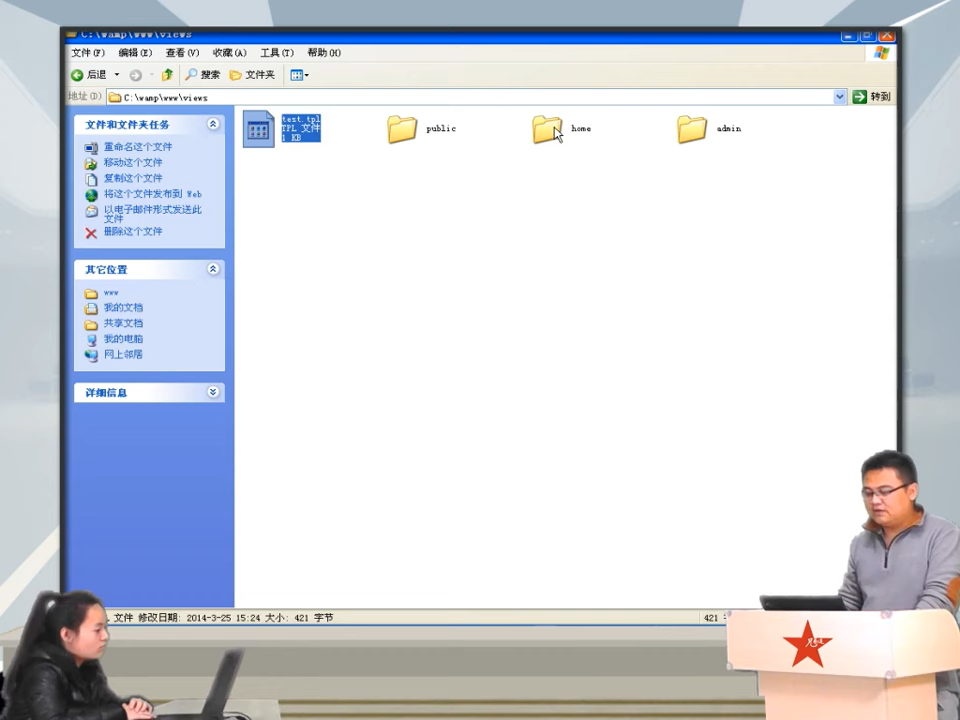 C:\wamp\www\views
文件(F) 编辑(E) 查看(V) 收藏(A) 工具(T) 帮助(H)
后退 搜索 文件夹
地址(D) C:\wamp\www\views 转到
文件和文件夹任务
重命名这个文件
移动这个文件
复制这个文件
将这个文件发布到 Web
以电子邮件形式发送此
文件
删除这个文件
其它位置
www
我的文档
共享文档
我的电脑
网上邻居
详细信息
test.tpl
TPL 文件
1 KB
public
home
admin
文件 修改日期: 2014-3-25 15:24 大小: 421 字节
421